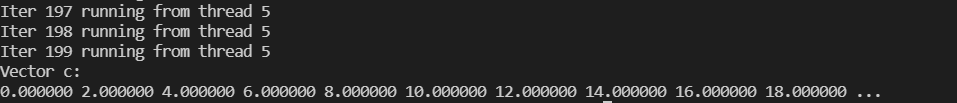 Iter 197 running from thread 5
Iter 198 running from thread 5
Iter 199 running from thread 5
Vector c:
0.000000 2.000000 4.000000 6.000000 8.000000 10.000000 12.000000 14.000000 16.000000 18.000000 ...